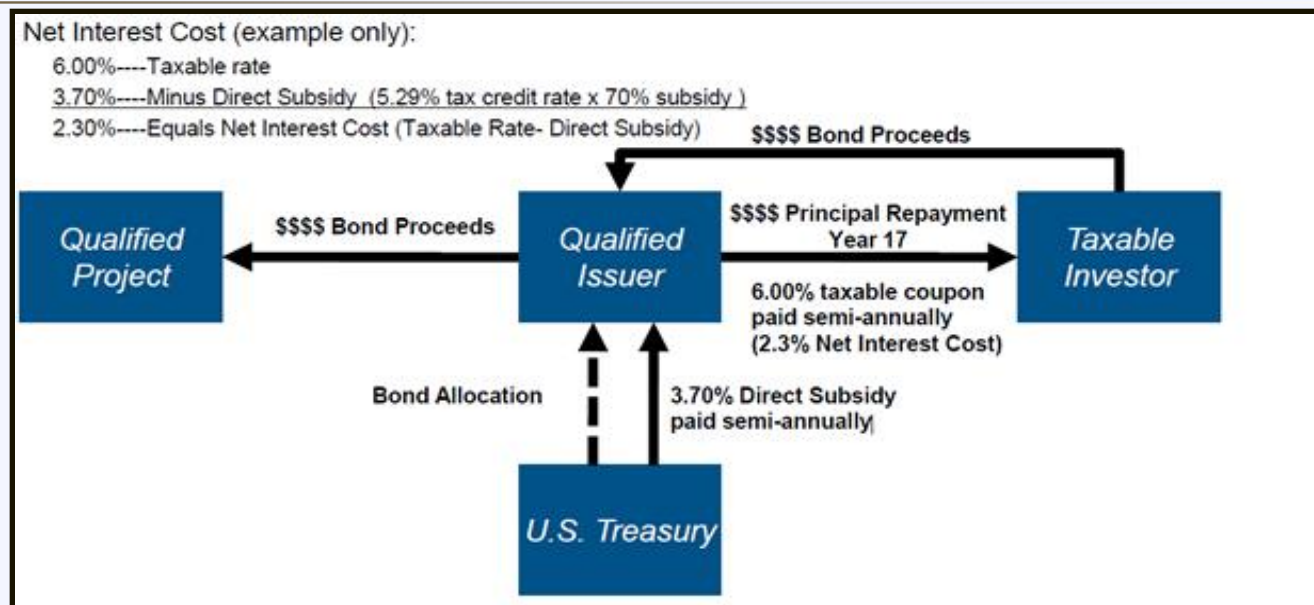 Net Interest Cost (example only):
6.00%----Taxable rate
3.70%----Minus Direct Subsidy (5.29% tax credit rate x 70% subsidy )
2.30%----Equals Net Interest Cost (Taxable Rate- Direct Subsidy)
$$$$ Bond Proceeds
Qualified
Project
$$$$ Bond Proceeds
Qualified
Issuer
$$$$ Principal Repayment
Year 17
Taxable
Investor
6.00% taxable coupon
paid semi-annually
(2.3% Net Interest Cost)
Bond Allocation
3.70% Direct Subsidy
paid semi-annually
U.S. Treasury